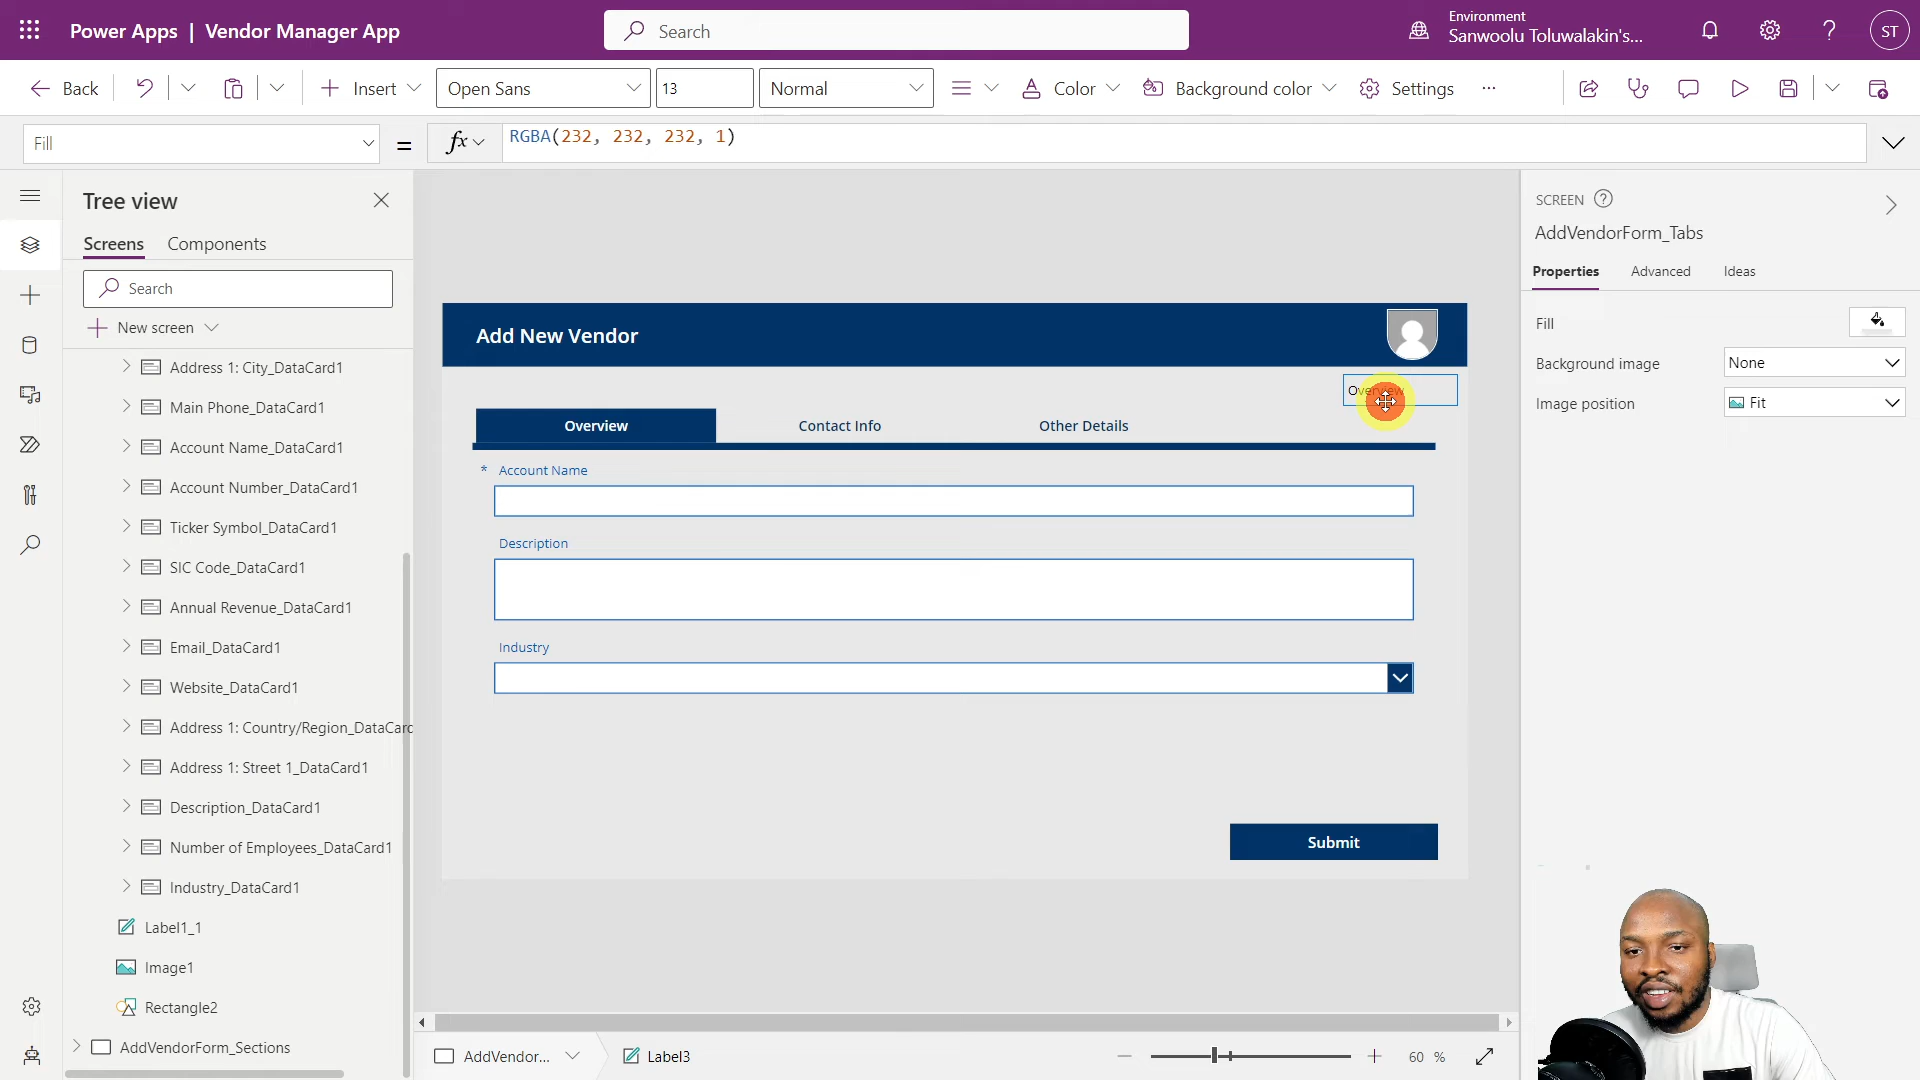 Power Apps | Vendor Manager App
Search
Environment
Sanwoolu Toluwalakin's...
ST
Back
Insert
Open Sans
13
Normal
Color
Background color
Settings
Fill
=
fx
RGBA(232, 232, 232, 1)
Tree view
Screens
Components
Search
New screen
Address 1: City_DataCard1
Main Phone_DataCard1
Account Name_DataCard1
Account Number_DataCard1
Ticker Symbol_DataCard1
SIC Code_DataCard1
Annual Revenue_DataCard1
Email_DataCard1
Website_DataCard1
Address 1: Country/Region_DataCard
Address 1: Street 1_DataCard1
Description_DataCard1
Number of Employees_DataCard1
Industry_DataCard1
Label1_1
Image1
Rectangle2
AddVendorForm_Sections
Add New Vendor
Overview
Overview
Contact Info
Other Details
* Account Name
Description
Industry
Submit
AddVendor...
Label3
60 %
SCREEN
AddVendorForm_Tabs
Properties
Advanced
Ideas
Fill
Background image
None
Image position
Fit